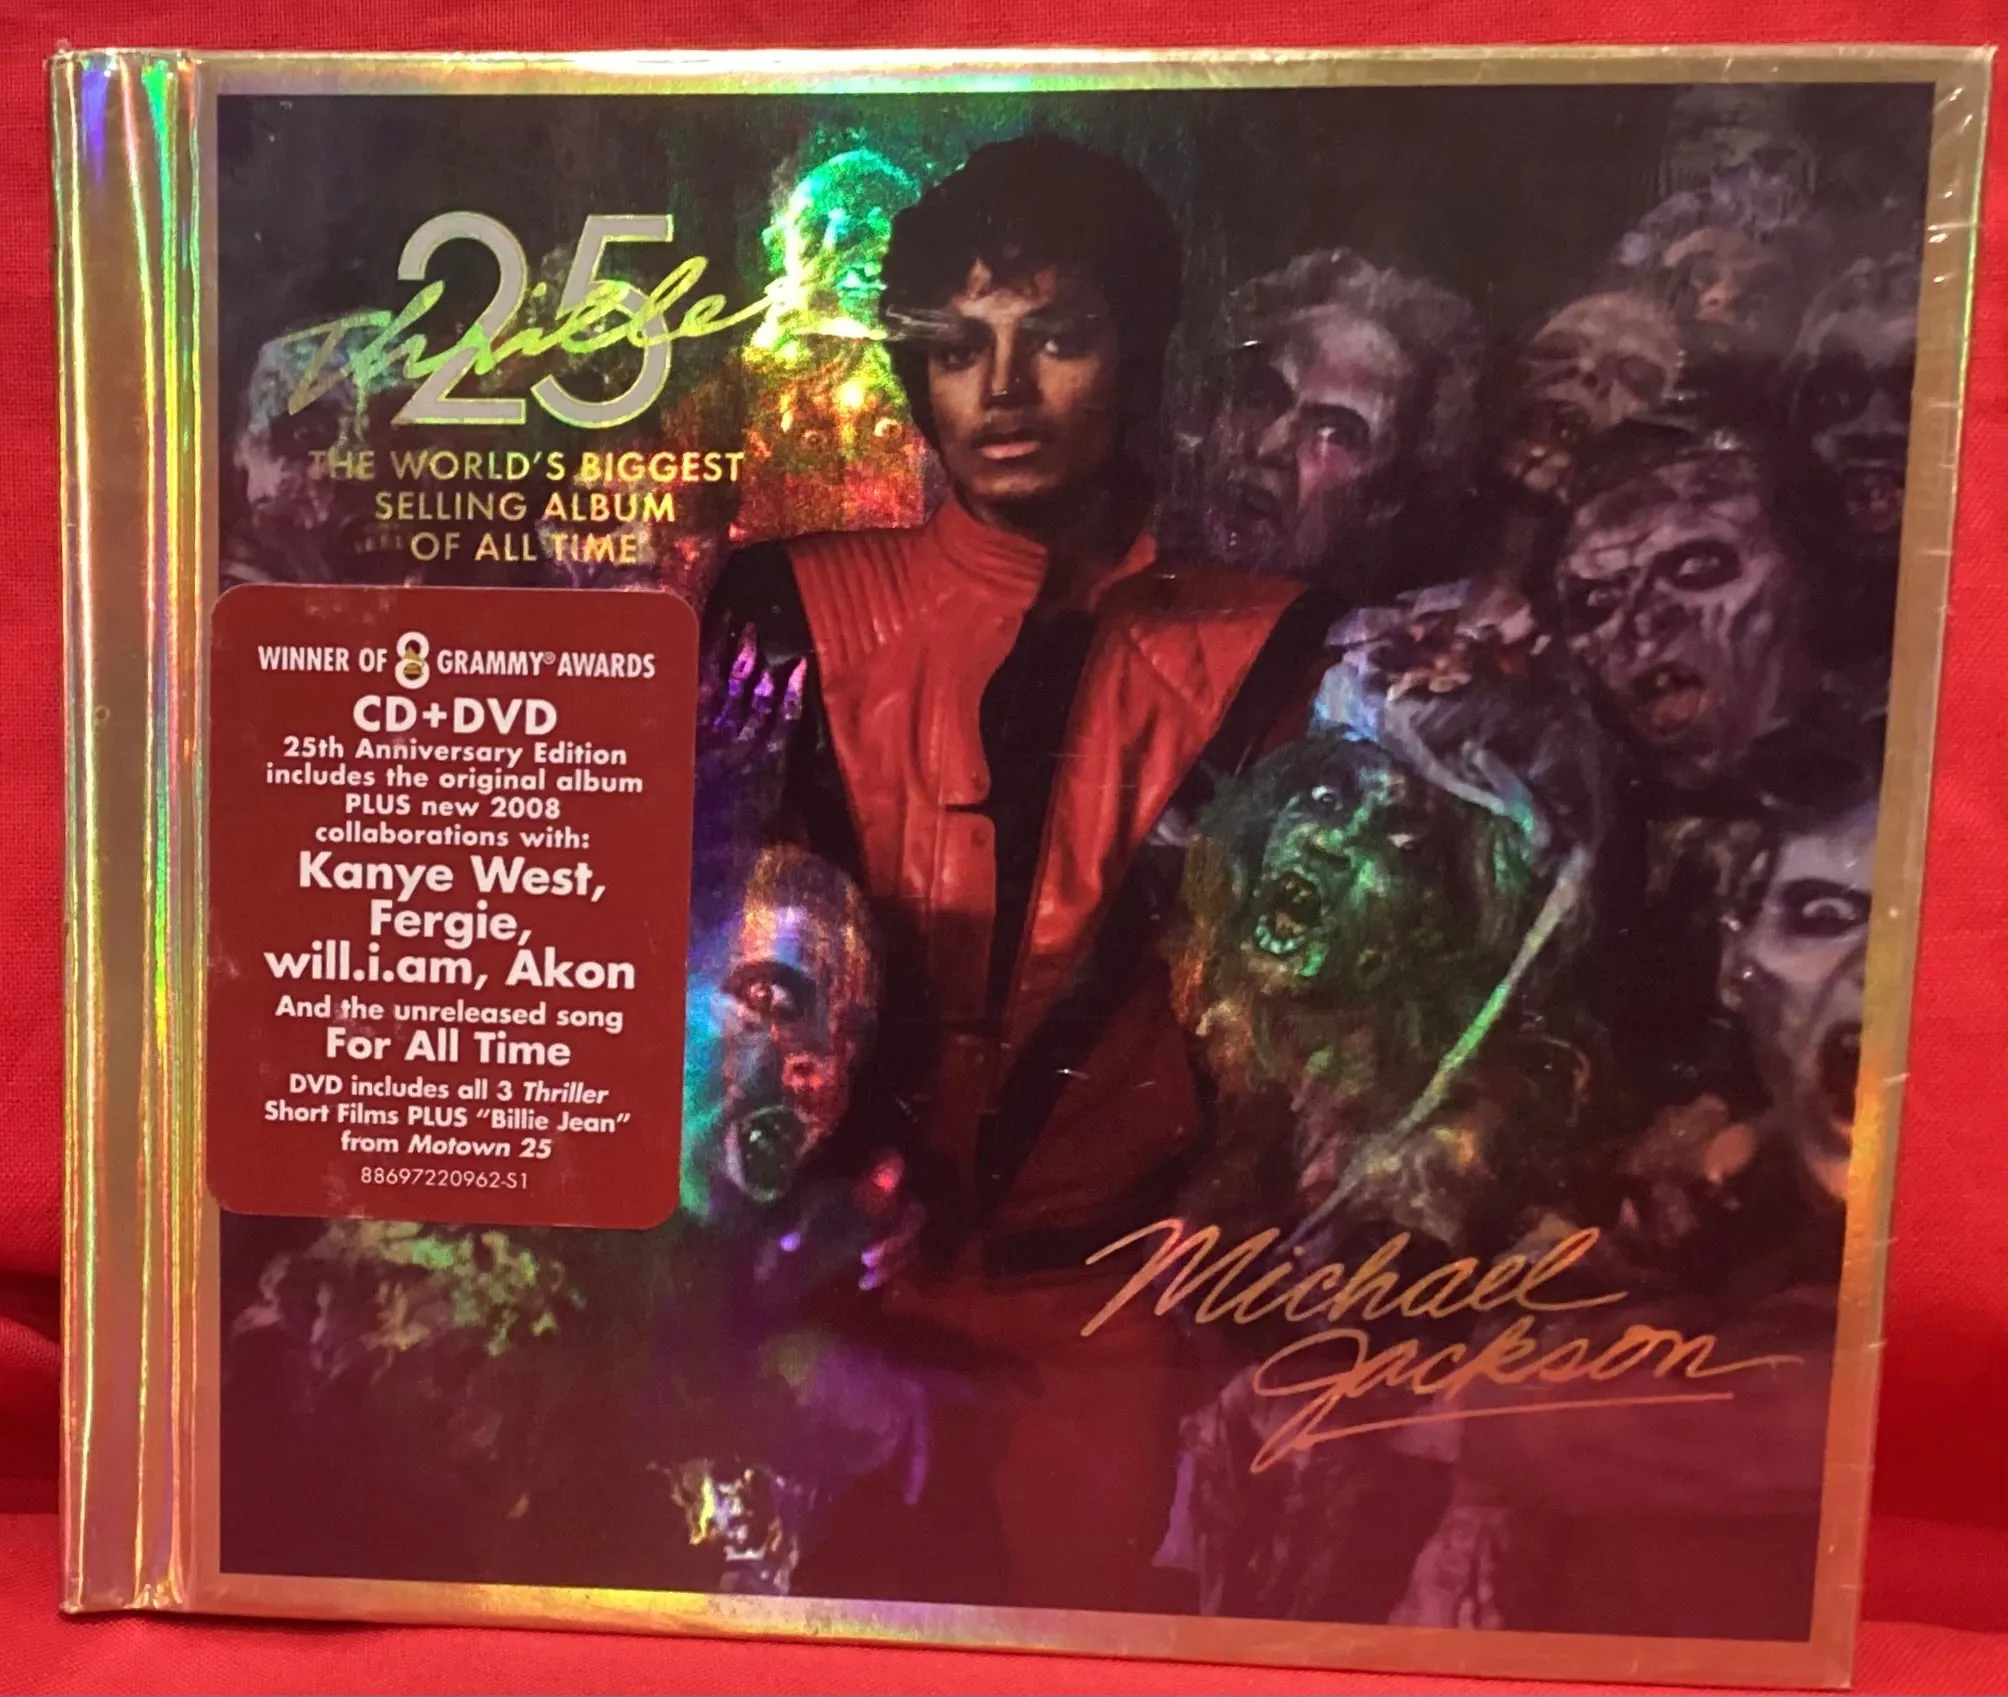 25
Thriller
THE WORLD'S BIGGEST
SELLING ALBUM
OF ALL TIME
WINNER OF 8 GRAMMY® AWARDS
CD+DVD
25th Anniversary Edition
includes the original album
PLUS new 2008
collaborations with:
Kanye West,
Fergie,
will.i.am, Akon
And the unreleased song
For All Time
DVD includes all 3 Thriller
Short Films PLUS “Billie Jean”
from Motown 25
88697220962-S1
Michael
Jackson